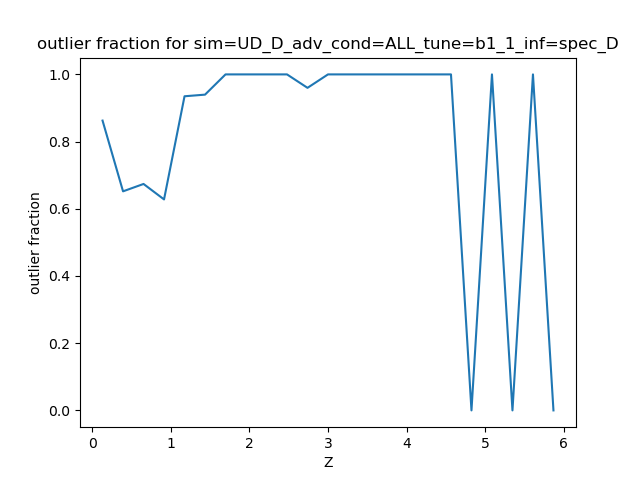 outlier fraction for sim=UD_D_adv_cond=ALL_tune=b1_1_inf=spec_D
1.0
0.8
0.6
0.4
0.2
0.0
outlier fraction
0 1 2 3 4 5 6
Z